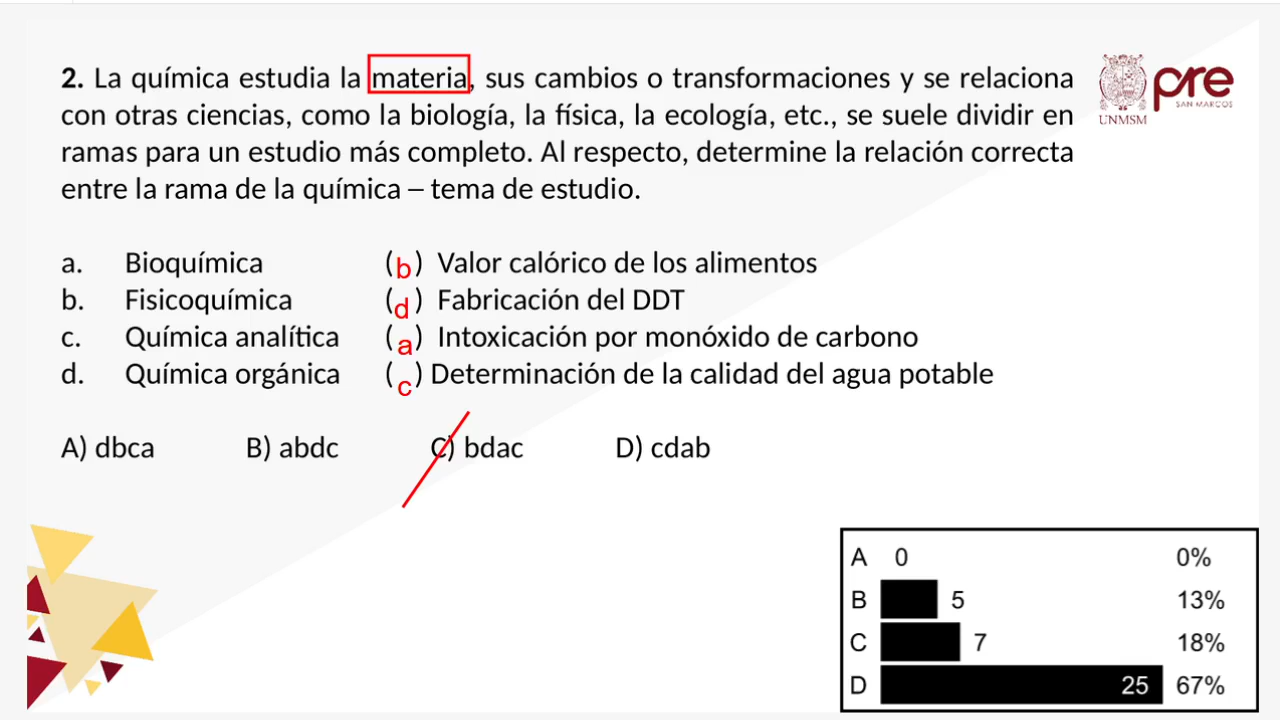 2. La química estudia la materia, sus cambios o transformaciones y se relaciona
con otras ciencias, como la biología, la física, la ecología, etc., se suele dividir en
ramas para un estudio más completo. Al respecto, determine la relación correcta
entre la rama de la química – tema de estudio.
UNMSM
pre
SAN MARCOS
a. Bioquímica (b) Valor calórico de los alimentos
b. Fisicoquímica (d) Fabricación del DDT
c. Química analítica (a) Intoxicación por monóxido de carbono
d. Química orgánica (c) Determinación de la calidad del agua potable
A) dbca B) abdc C) bdac D) cdab
A 0 0%
B 5 13%
C 7 18%
D 25 67%